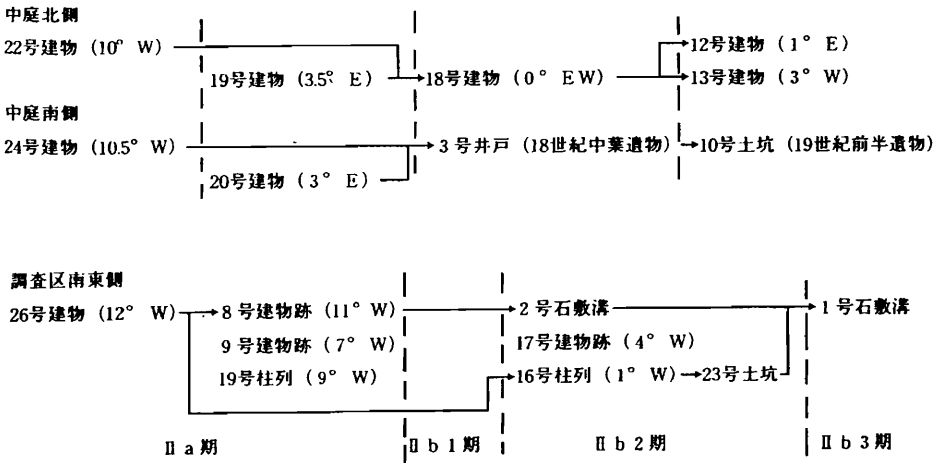 中庭北側
22号建物（10° W）
12号建物（1° E）
19号建物（3.5° E）
18号建物（0° EW）
13号建物（3° W）
中庭南側
24号建物（10.5° W）
3号井戸（18世紀中葉遺物）
10号土坑（19世紀前半遺物）
20号建物（3° E）
調査区南東側
26号建物（12° W）
8号建物跡（11° W）
2号石敷溝
1号石敷溝
9号建物跡（7° W）
17号建物跡（4° W）
19号柱列（9° W）
16号柱列（1° W）
23号土坑
Ⅱa期
Ⅱb1期
Ⅱb2期
Ⅱb3期